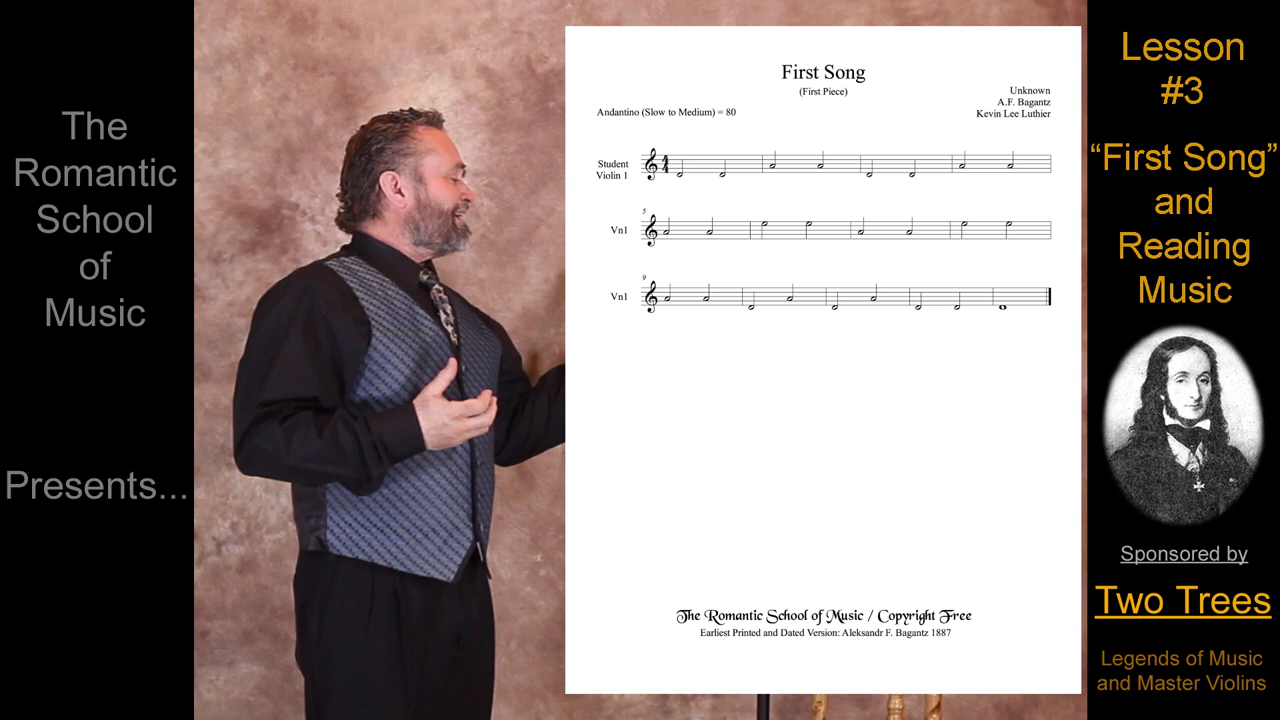 The
Romantic
School
of
Music
Presents...
First Song
(First Piece)
Unknown
A.F. Bagantz
Kevin Lee Luthier
Andantino (Slow to Medium) = 80
Student
Violin 1
4
4
5
Vn1
9
Vn1
The Romantic School of Music / Copyright Free
Earliest Printed and Dated Version: Aleksandr F. Bagantz 1887
Lesson
#3
“First Song”
and
Reading
Music
Sponsored by
Two Trees
Legends of Music
and Master Violins